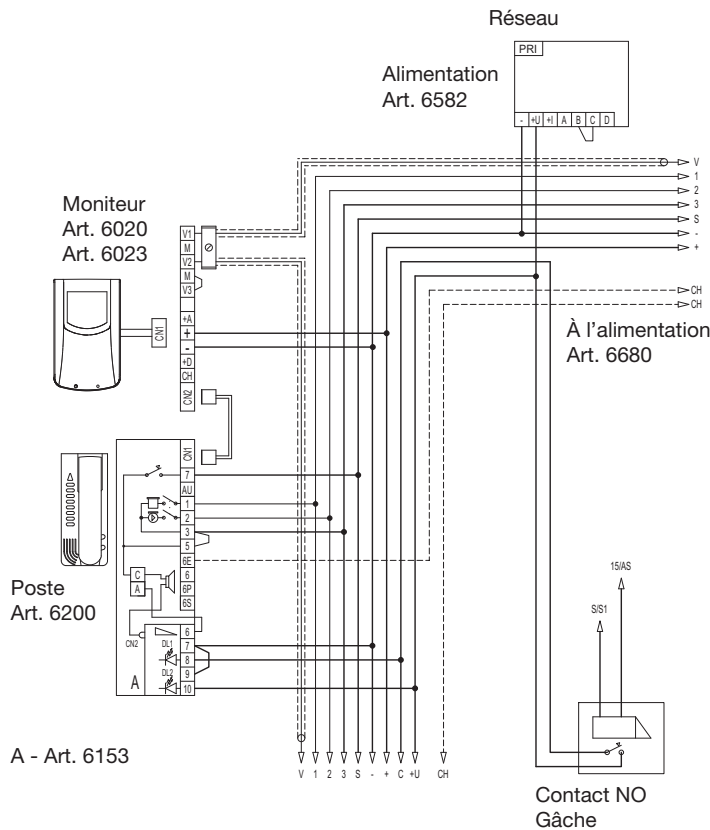 Réseau
PRI
Alimentation
Art. 6582
- +U +I A B C D
V
1
2
3
S
-
+
CH
CH
À l'alimentation
Art. 6680
Moniteur
Art. 6020
Art. 6023
V1
M
V2
M
V3
+A
+
-
+D
CH
CN2
CN1
CN1
7
AU
1
2
3
5
6E
6
6P
6S
C
A
Poste
Art. 6200
CN2
6
7
8
9
10
DL1
DL2
A
A - Art. 6153
V 1 2 3 S - + C +U CH
15/AS
S/S1
Contact NO
Gâche